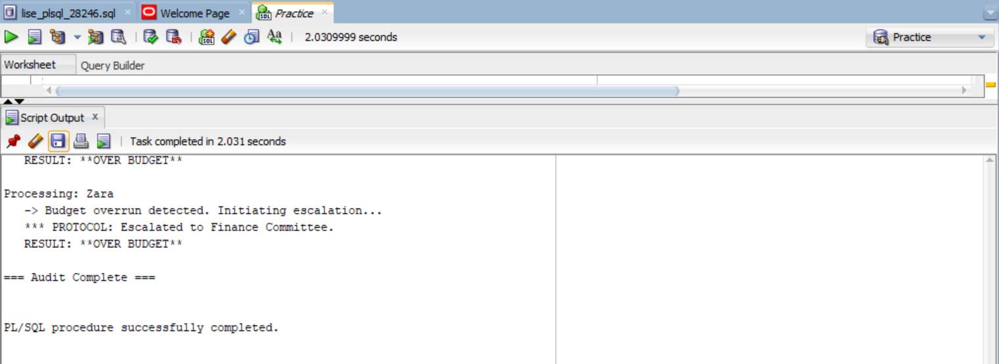 lise_plsql_28246.sql × Welcome Page × Practice ×
2.0309999 seconds Practice
Worksheet Query Builder
Script Output x
Task completed in 2.031 seconds
RESULT: **OVER BUDGET**
Processing: Zara
-> Budget overrun detected. Initiating escalation...
*** PROTOCOL: Escalated to Finance Committee.
RESULT: **OVER BUDGET**
=== Audit Complete ===
PL/SQL procedure successfully completed.